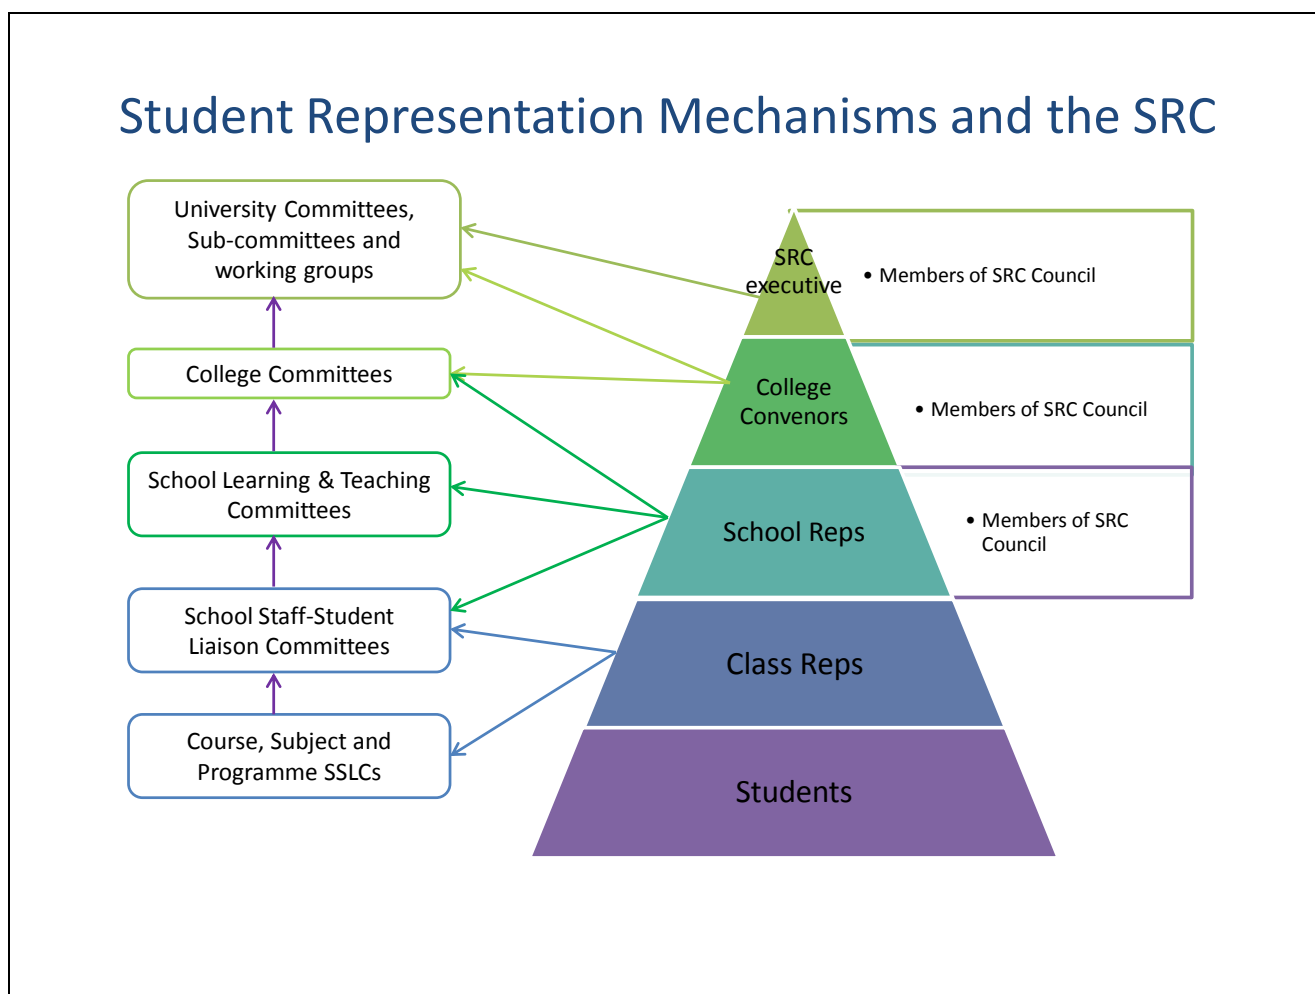 Student Representation Mechanisms and the SRC
University Committees,
Sub-committees and
working groups
College Committees
School Learning & Teaching
Committees
School Staff-Student
Liaison Committees
Course, Subject and
Programme SSLCs
SRC
executive
College
Convenors
School Reps
Class Reps
Students
• Members of SRC Council
• Members of SRC Council
• Members of SRC
Council